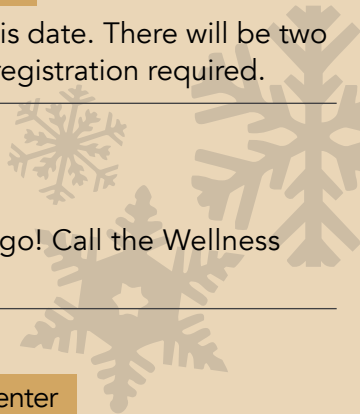 is date. There will be two
registration required.
go! Call the Wellness
enter